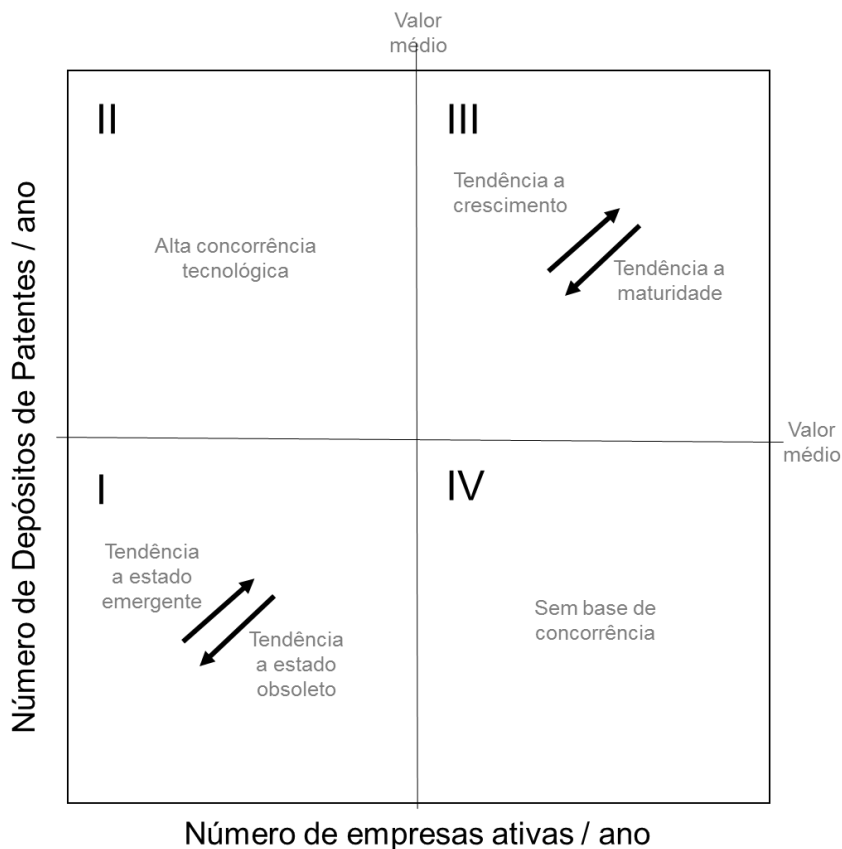 Valor
médio
II
III
Tendência a
crescimento
Alta concorrência
tecnológica
Tendência a
maturidade
Número de Depósitos de Patentes / ano
Valor
médio
I
IV
Tendência
a estado
emergente
Tendência
a estado
obsoleto
Sem base de
concorrência
Número de empresas ativas / ano